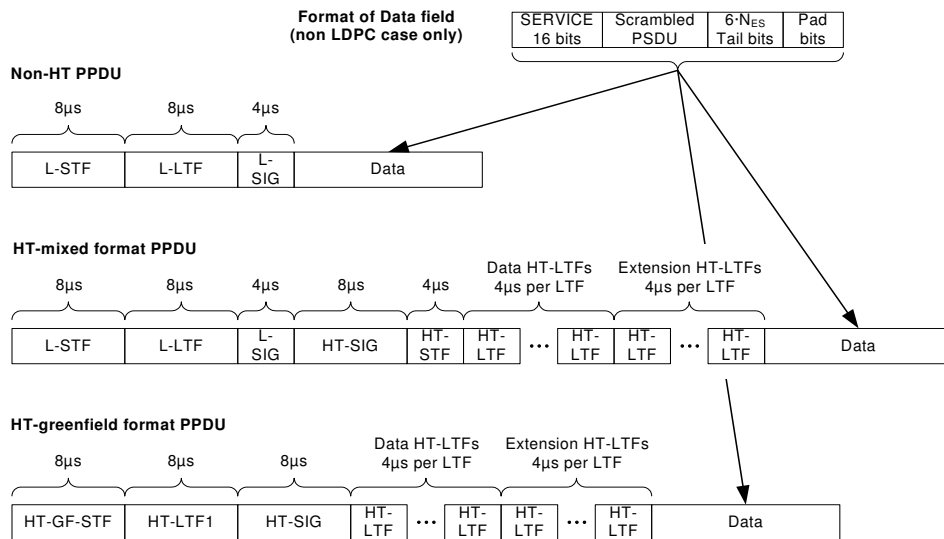 Format of Data field
(non LDPC case only)
SERVICE
16 bits
Scrambled
PSDU
6·NES
Tail bits
Pad
bits
Non-HT PPDU
8µs
8µs
4µs
L-STF
L-LTF
L-
SIG
Data
HT-mixed format PPDU
Data HT-LTFs
4µs per LTF
Extension HT-LTFs
4µs per LTF
8µs
8µs
4µs
8µs
4µs
L-STF
L-LTF
L-
SIG
HT-SIG
HT-
STF
HT-
LTF
...
HT-
LTF
HT-
LTF
...
HT-
LTF
Data
HT-greenfield format PPDU
Data HT-LTFs
4µs per LTF
Extension HT-LTFs
4µs per LTF
8µs
8µs
8µs
HT-GF-STF
HT-LTF1
HT-SIG
HT-
LTF
...
HT-
LTF
HT-
LTF
...
HT-
LTF
Data